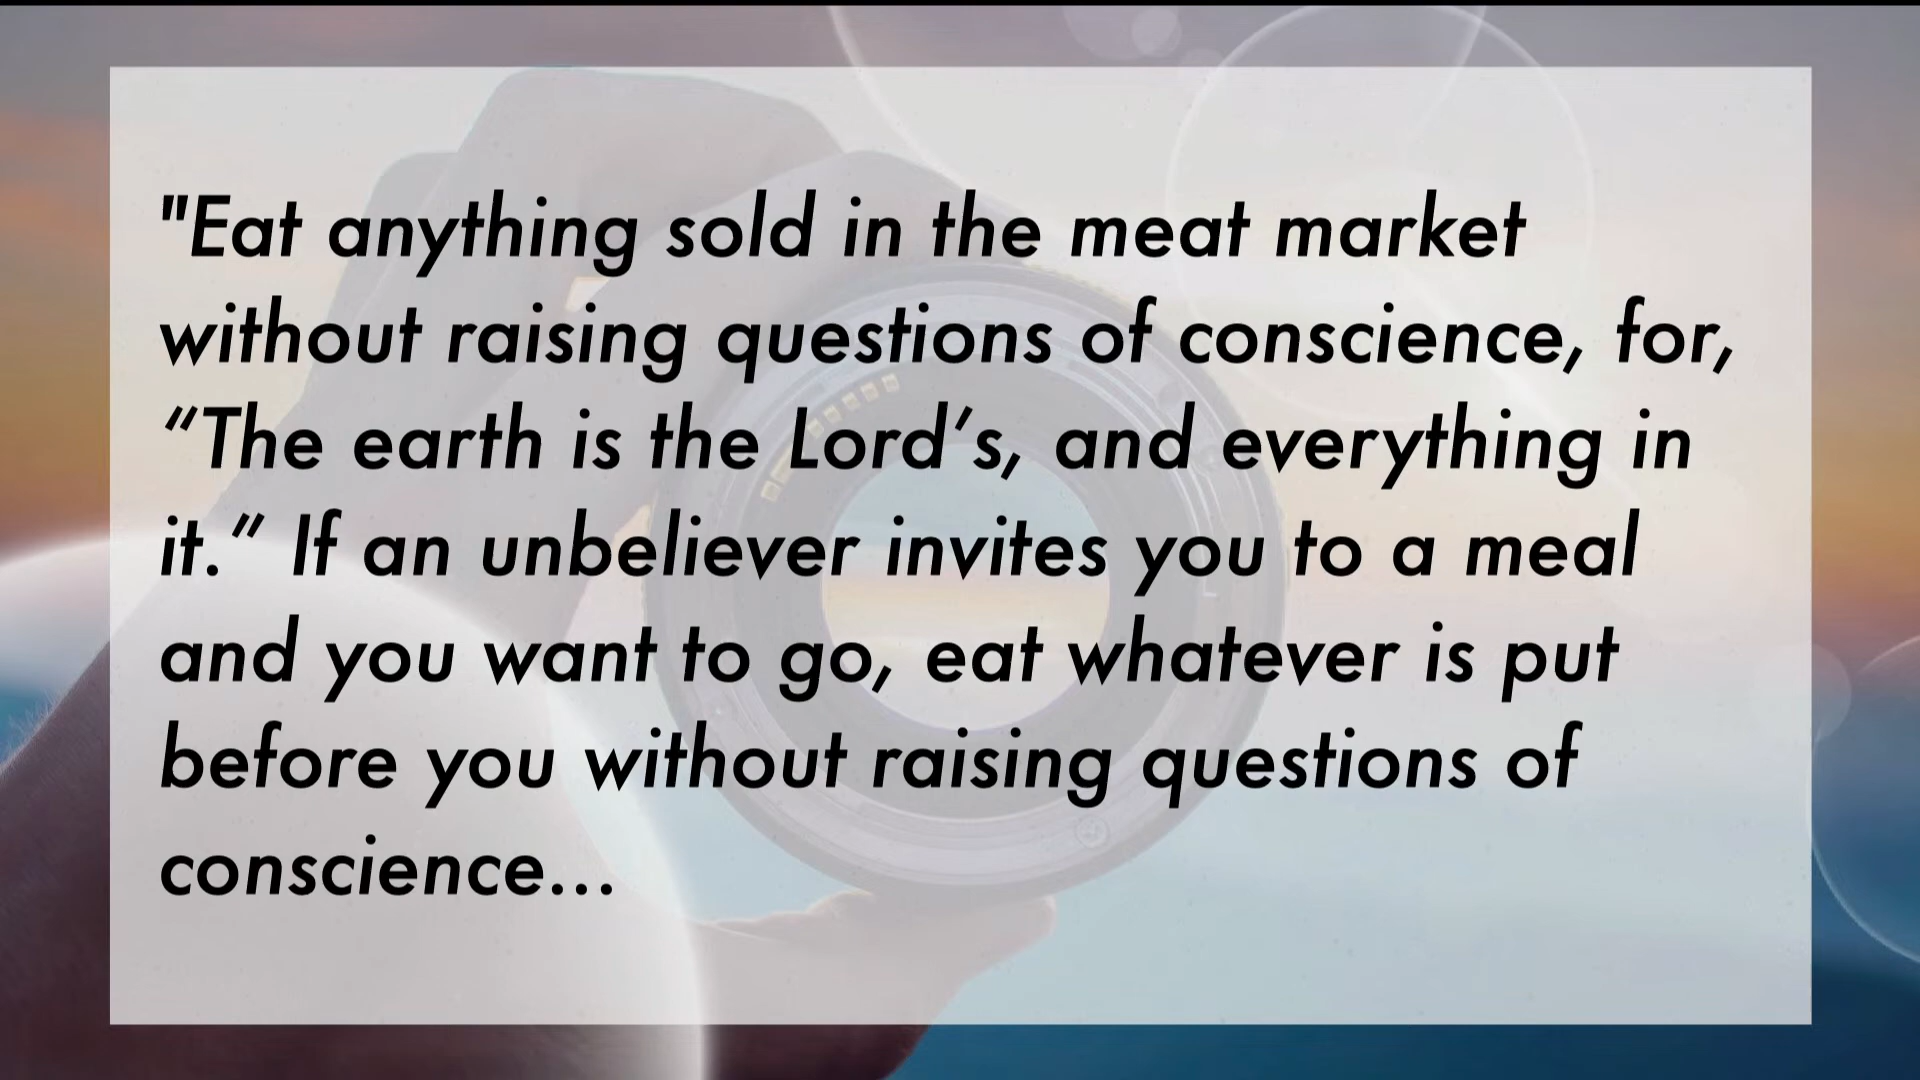 "Eat anything sold in the meat market
without raising questions of conscience, for,
“The earth is the Lord’s, and everything in
it.” If an unbeliever invites you to a meal
and you want to go, eat whatever is put
before you without raising questions of
conscience...